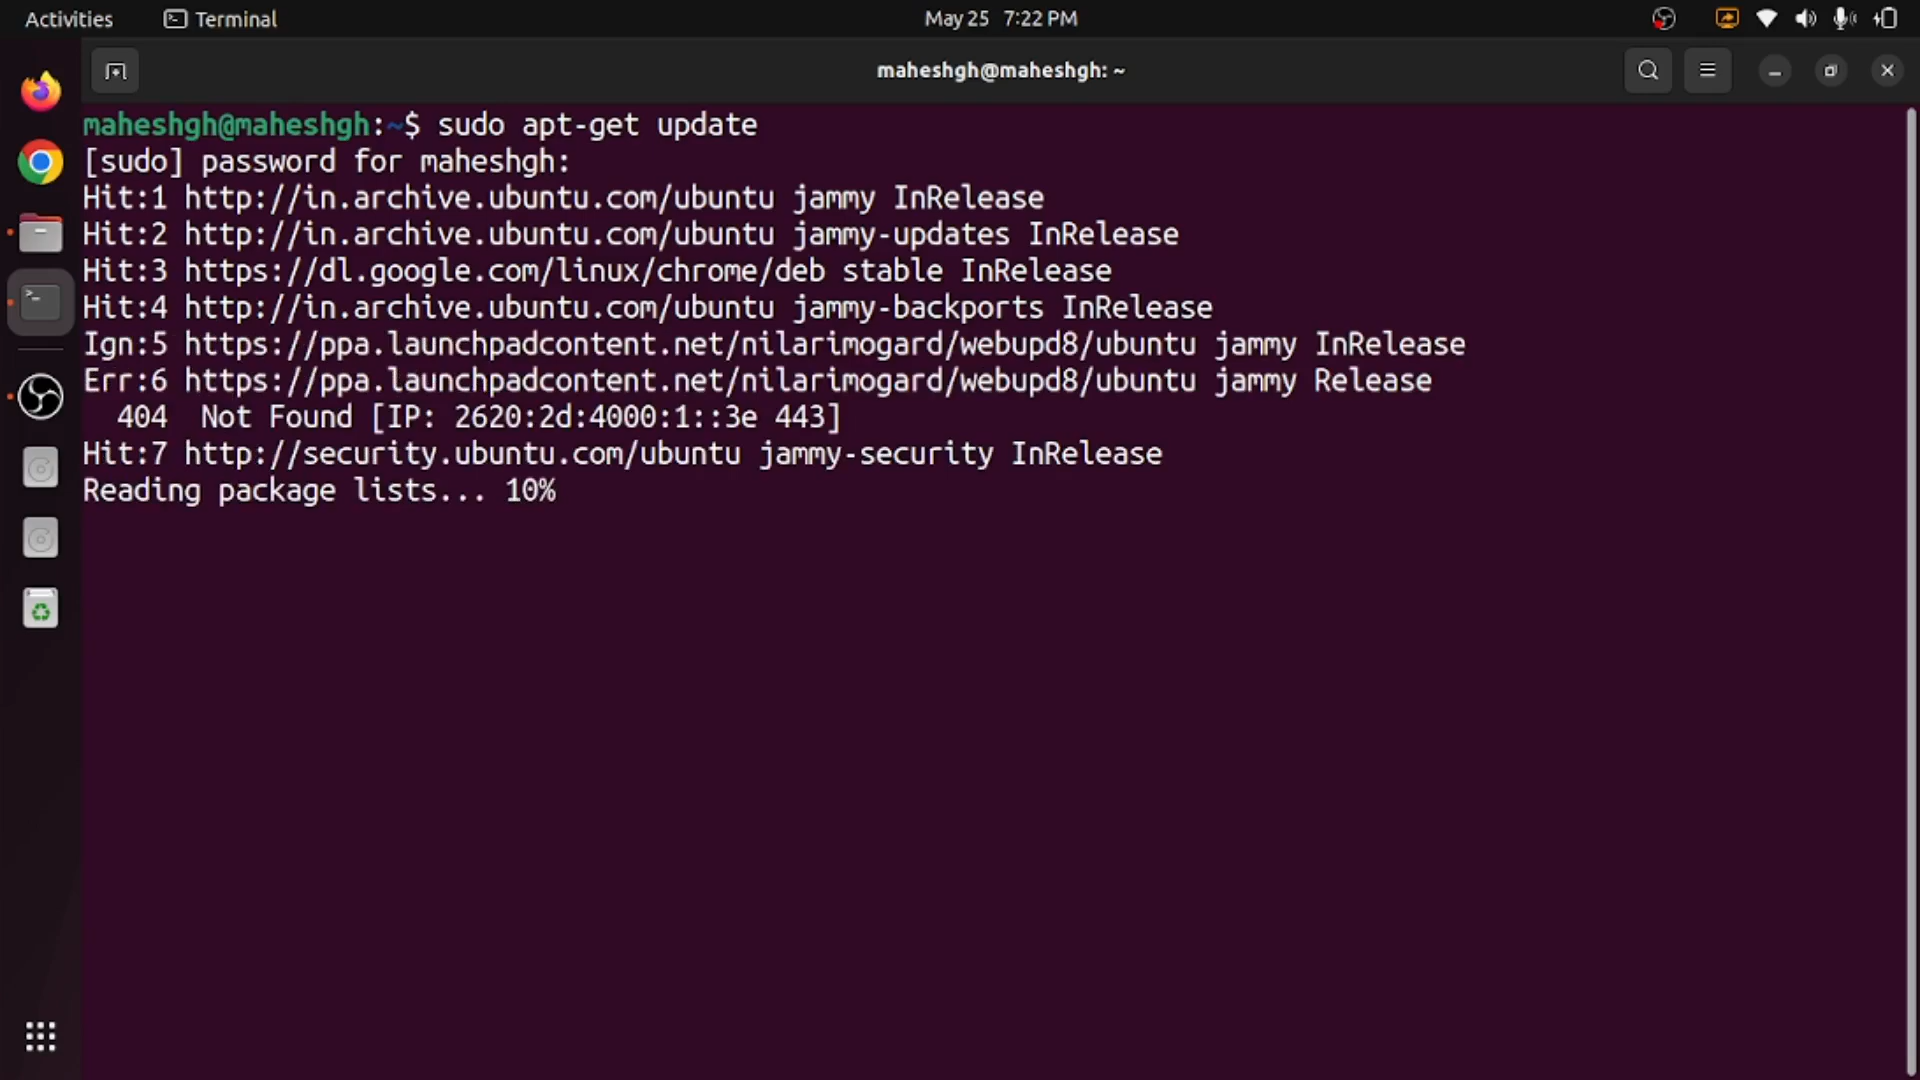 Activities Terminal May 25 7:22 PM
maheshgh@maheshgh: ~
maheshgh@maheshgh:~$ sudo apt-get update
[sudo] password for maheshgh:
Hit:1 http://in.archive.ubuntu.com/ubuntu jammy InRelease
Hit:2 http://in.archive.ubuntu.com/ubuntu jammy-updates InRelease
Hit:3 https://dl.google.com/linux/chrome/deb stable InRelease
Hit:4 http://in.archive.ubuntu.com/ubuntu jammy-backports InRelease
Ign:5 https://ppa.launchpadcontent.net/nilarimogard/webupd8/ubuntu jammy InRelease
Err:6 https://ppa.launchpadcontent.net/nilarimogard/webupd8/ubuntu jammy Release
  404  Not Found [IP: 2620:2d:4000:1::3e 443]
Hit:7 http://security.ubuntu.com/ubuntu jammy-security InRelease
Reading package lists... 10%